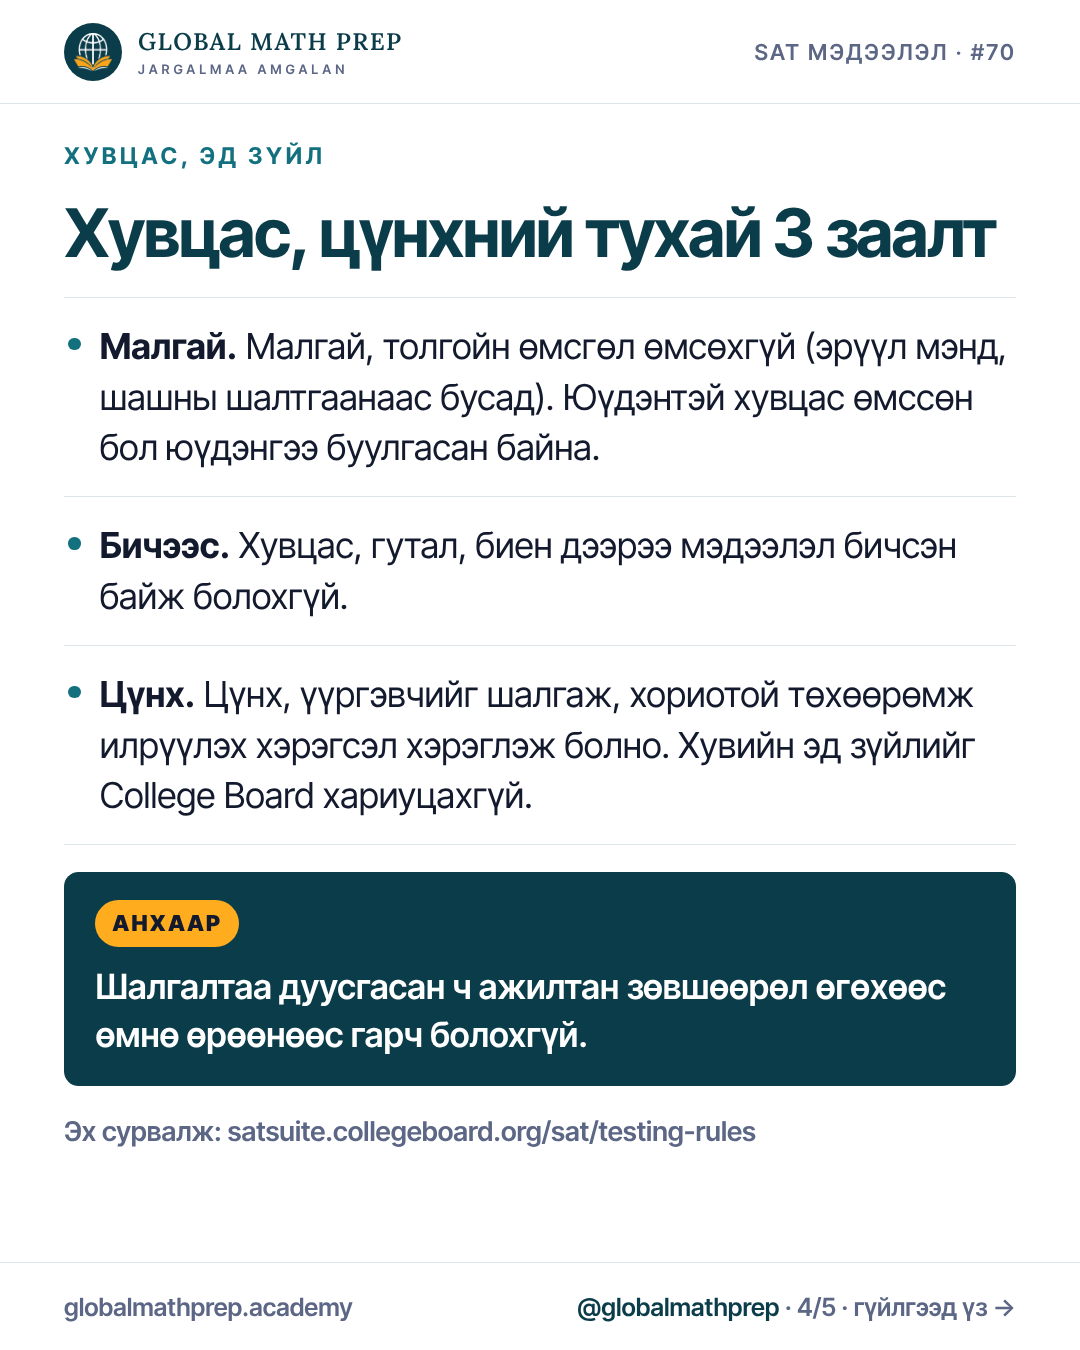 GLOBAL MATH PREP
JARGALMAA AMGALAN
SAT МЭДЭЭЛЭЛ · #70
ХУВЦАС, ЭД ЗҮЙЛ
Хувцас, цүнхний тухай 3 заалт
• Малгай. Малгай, толгойн өмсгөл өмсөхгүй (эрүүл мэнд,
шашны шалтгаанаас бусад). Юүдэнтэй хувцас өмссөн
бол юүдэнгээ буулгасан байна.
• Бичээс. Хувцас, гутал, биен дээрээ мэдээлэл бичсэн
байж болохгүй.
• Цүнх. Цүнх, үүргэвчийг шалгаж, хориотой төхөөрөмж
илрүүлэх хэрэгсэл хэрэглэж болно. Хувийн эд зүйлийг
College Board хариуцахгүй.
АНХААР
Шалгалтаа дуусгасан ч ажилтан зөвшөөрөл өгөхөөс
өмнө өрөөнөөс гарч болохгүй.
Эх сурвалж: satsuite.collegeboard.org/sat/testing-rules
globalmathprep.academy
@globalmathprep · 4/5 · гүйлгээд үз →